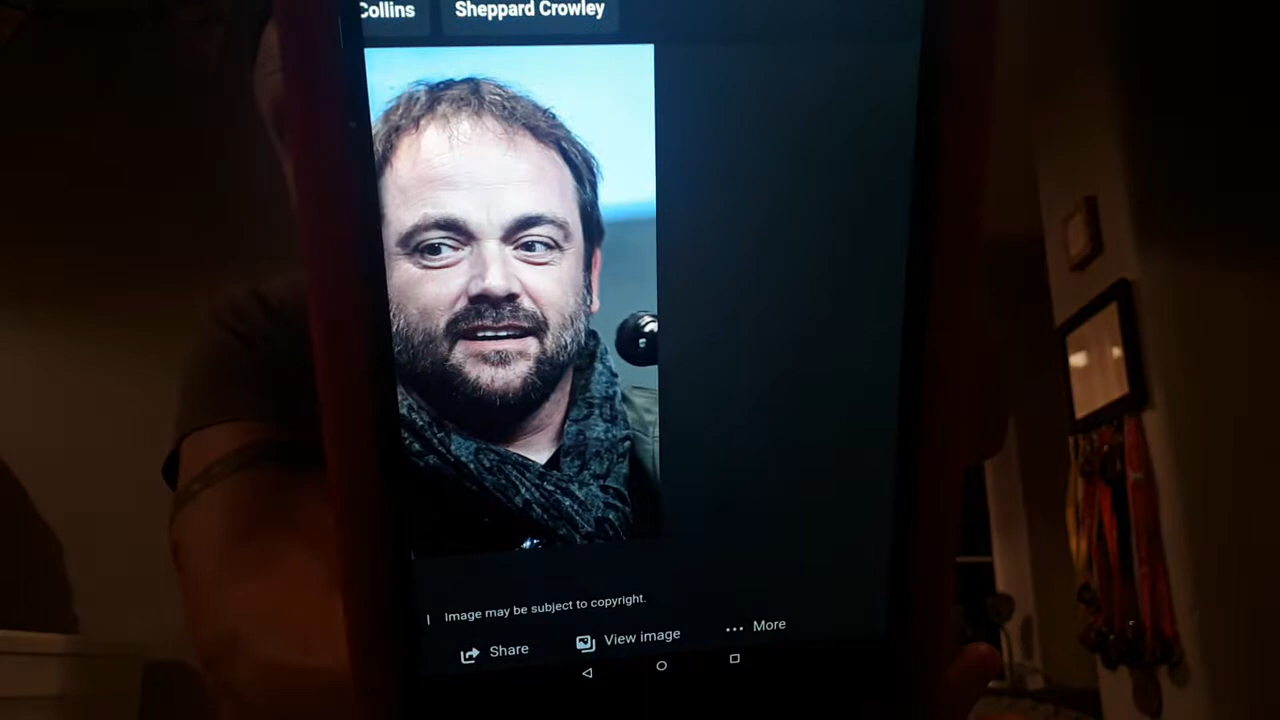 Collins
Sheppard Crowley
Image may be subject to copyright.
Share
View image
More